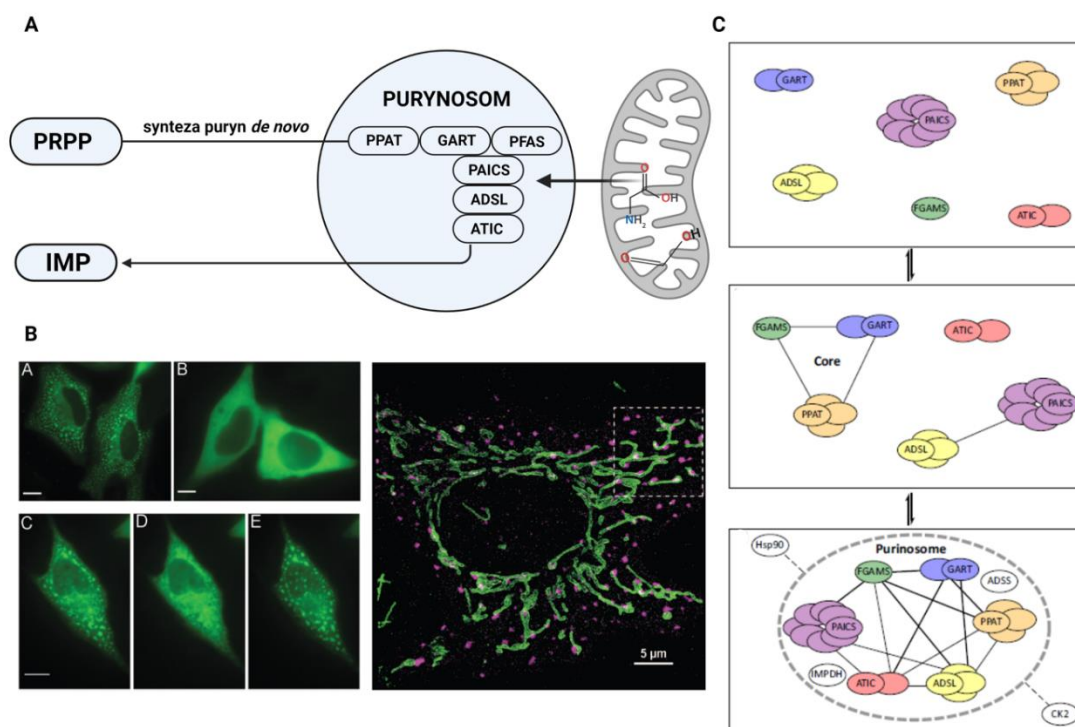 A
PURYNOSOM
PRPP
synteza puryn de novo
PPAT
GART
PFAS
PAICS
ADSL
ATIC
IMP
O
OH
NH2
OH
O
B
A
B
C
D
E
5 µm
C
GART
PPAT
PAICS
ADSL
FGAMS
ATIC
FGAMS
GART
ATIC
Core
PPAT
PAICS
ADSL
Hsp90
Purinosome
FGAMS
GART
ADSS
PAICS
PPAT
IMPDH
ATIC
ADSL
CK2